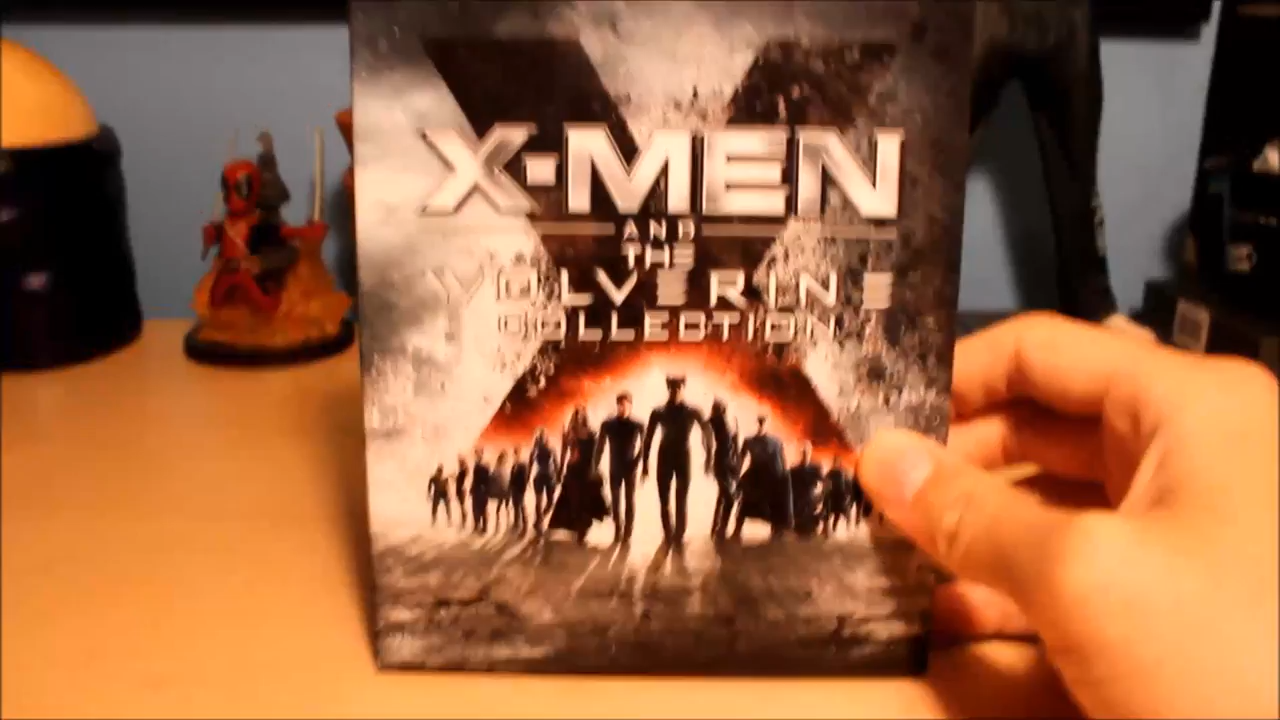 X-MEN
AND
THE
WOLVERINE
COLLECTION